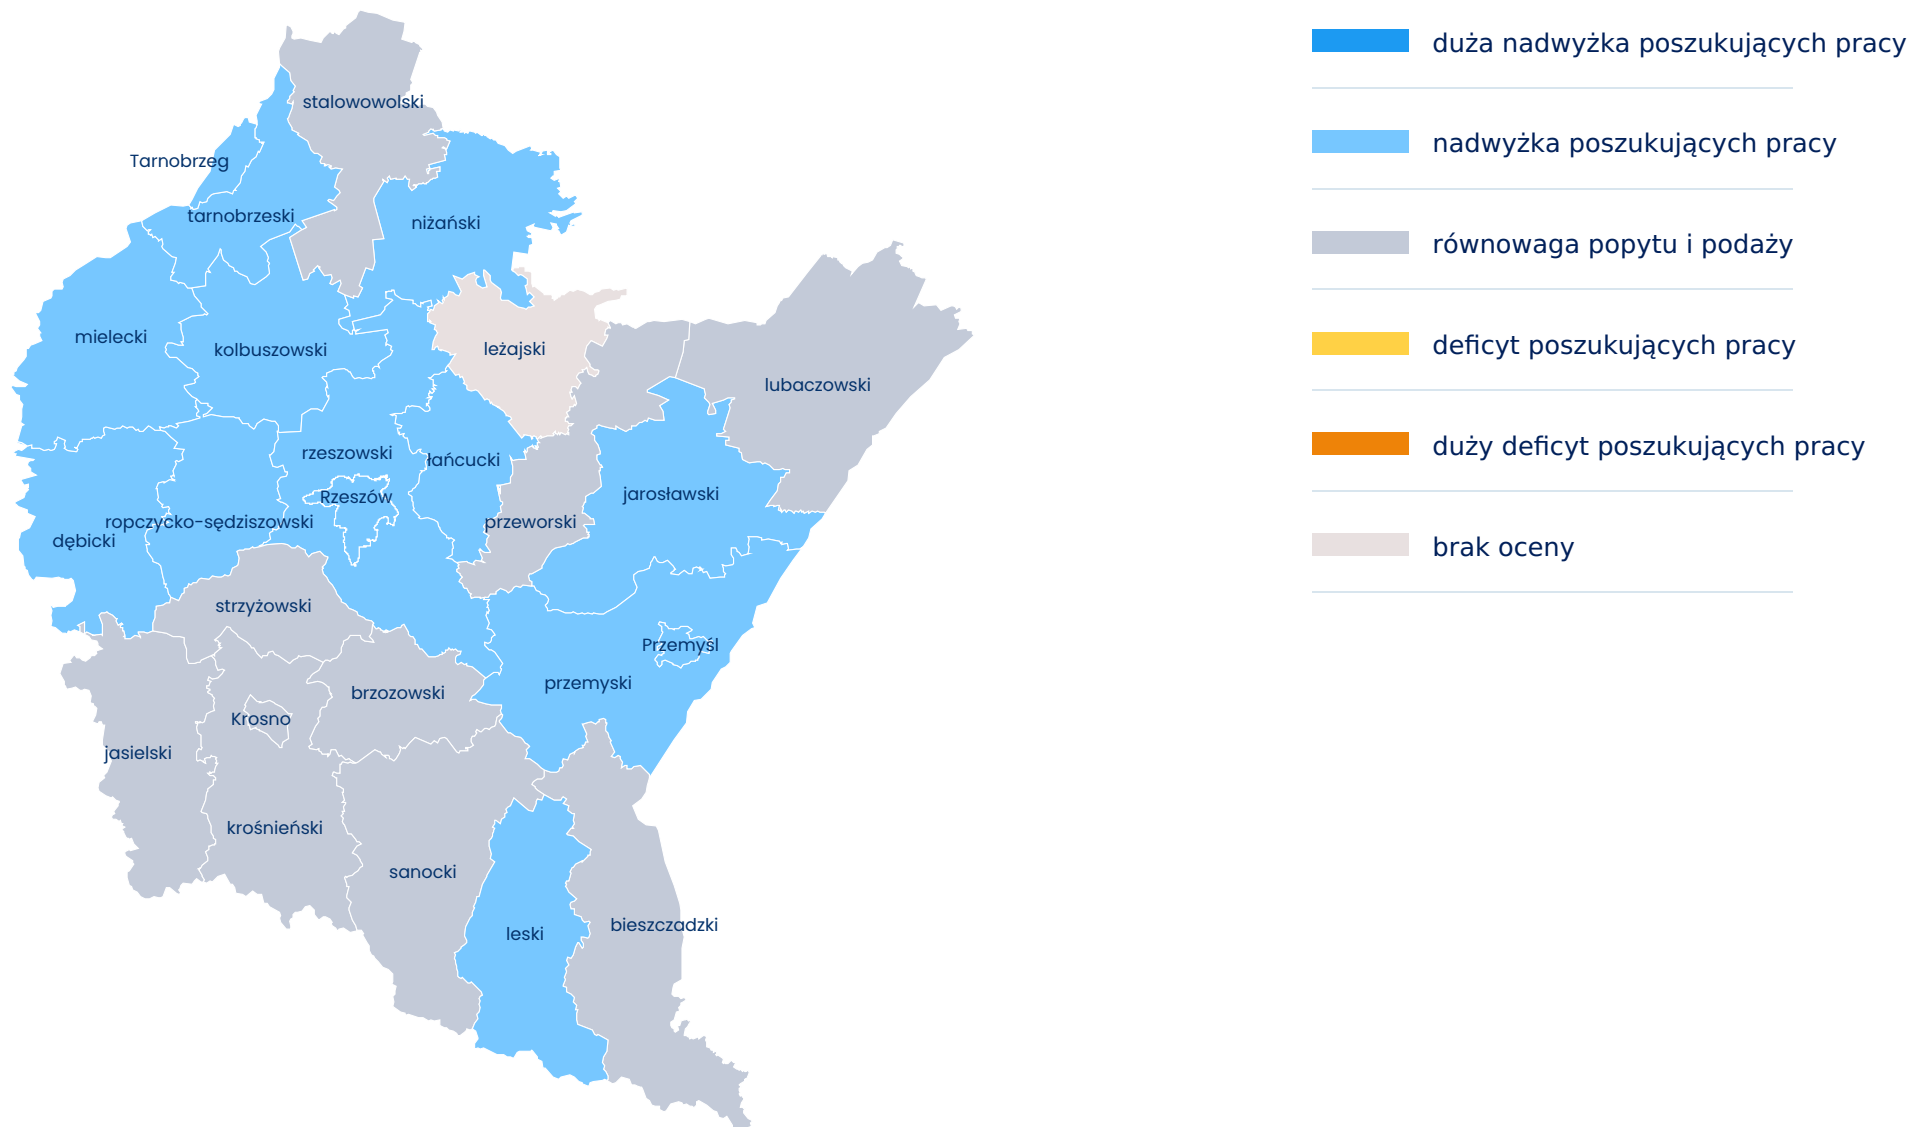 stalowowolski
Tarnobrzeg
tarnobrzeski
niżański
mielecki
kolbuszowski
leżajski
lubaczowski
rzeszowski
łańcucki
Rzeszów
jarosławski
ropczycko-sędziszowski
przeworski
dębicki
strzyżowski
Przemyśl
przemyski
brzozowski
Krosno
jasielski
krośnieński
sanocki
leski
bieszczadzki
duża nadwyżka poszukujących pracy
nadwyżka poszukujących pracy
równowaga popytu i podaży
deficyt poszukujących pracy
duży deficyt poszukujących pracy
brak oceny